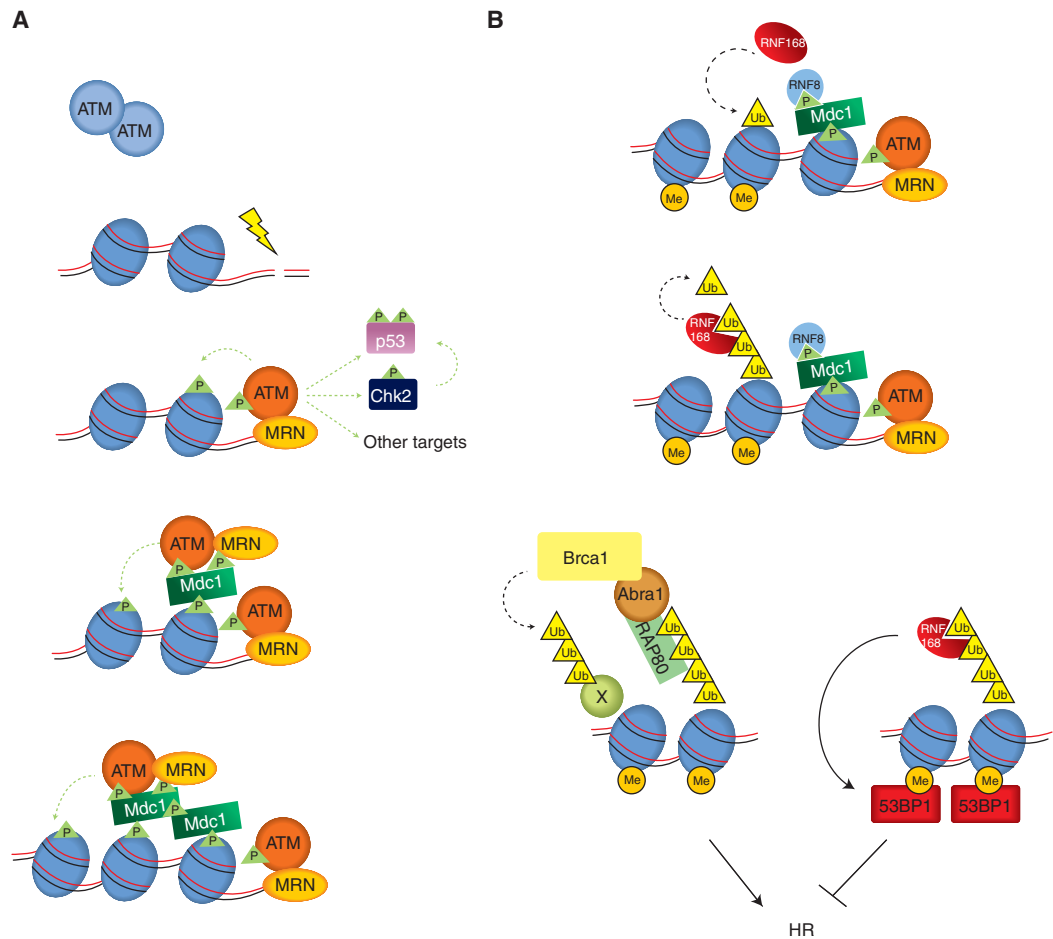 A
ATM
ATM
P
P
p53
P
Chk2
P
P
ATM
MRN
Other targets
ATM
MRN
P
P
Mdc1
P
P
P
ATM
MRN
ATM
MRN
P
P
Mdc1
P
Mdc1
P
P
P
P
ATM
MRN
B
RNF168
RNF8
P
Mdc1
Ub
P
P
ATM
MRN
Me
Me
Ub
RNF
168
Ub
Ub
Ub
RNF8
P
Mdc1
P
P
ATM
MRN
Me
Me
Brca1
Abra1
RAP80
Ub
Ub
Ub
X
Ub
Ub
Ub
Ub
Me
Me
RNF
168
Ub
Ub
Ub
Ub
Me
Me
53BP1
53BP1
HR